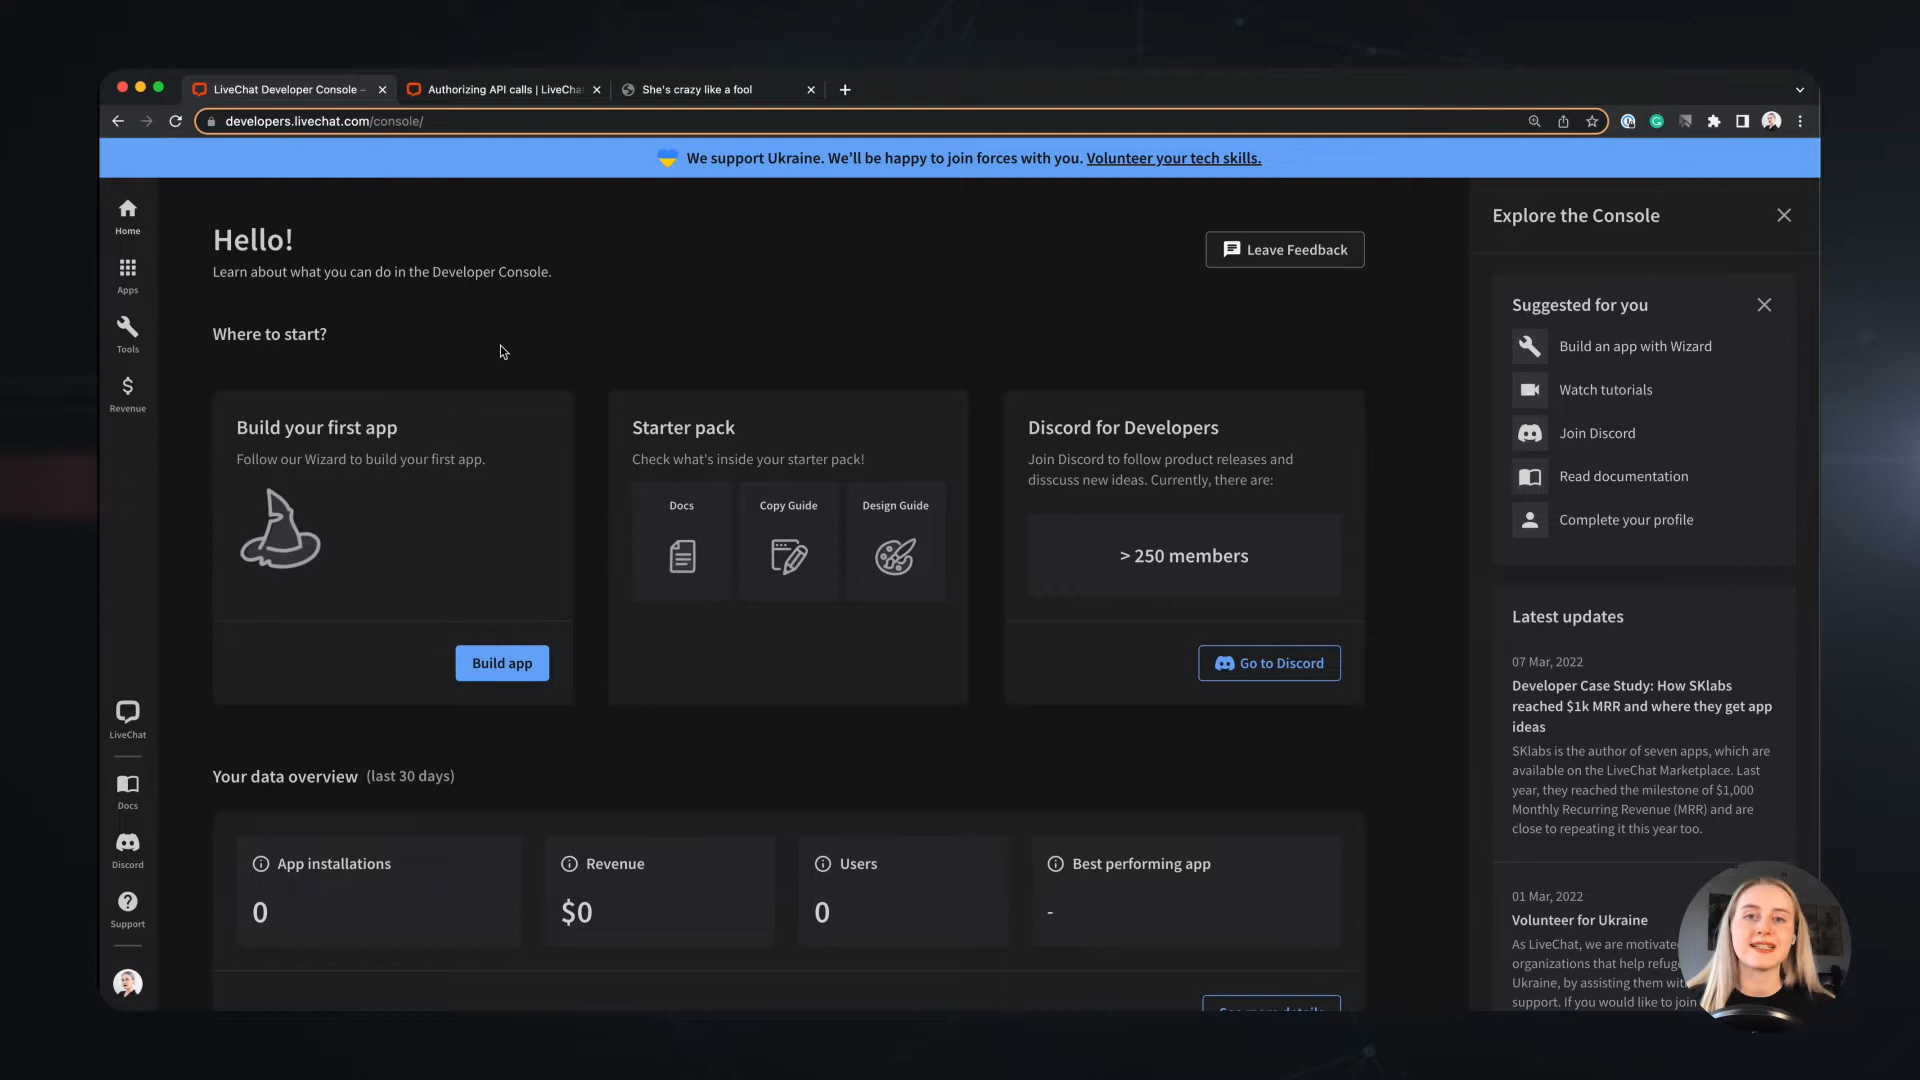 LiveChat Developer Console –
Authorizing API calls | LiveCha
She's crazy like a fool
developers.livechat.com/console/
We support Ukraine. We'll be happy to join forces with you. Volunteer your tech skills.
Home
Apps
Tools
Revenue
LiveChat
Docs
Discord
Support
Hello!
Learn about what you can do in the Developer Console.
Leave Feedback
Where to start?
Build your first app
Follow our Wizard to build your first app.
Build app
Starter pack
Check what's inside your starter pack!
Docs
Copy Guide
Design Guide
Discord for Developers
Join Discord to follow product releases and
disscuss new ideas. Currently, there are:
> 250 members
Go to Discord
Your data overview (last 30 days)
App installations
0
Revenue
$0
Users
0
Best performing app
-
See more details
Explore the Console
Suggested for you
Build an app with Wizard
Watch tutorials
Join Discord
Read documentation
Complete your profile
Latest updates
07 Mar, 2022
Developer Case Study: How SKlabs
reached $1k MRR and where they get app
ideas
SKlabs is the author of seven apps, which are
available on the LiveChat Marketplace. Last
year, they reached the milestone of $1,000
Monthly Recurring Revenue (MRR) and are
close to repeating it this year too.
01 Mar, 2022
Volunteer for Ukraine
As LiveChat, we are motivate
organizations that help refug
Ukraine, by assisting them wit
support. If you would like to join